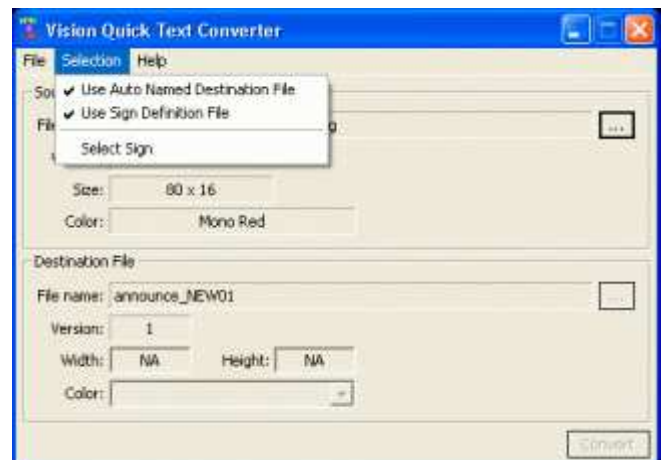 Vision Quick Text Converter
File Selection Help
Use Auto Named Destination File
Use Sign Definition File
Select Sign
...
Size: 80 x 16
Color: Mono Red
Destination File
File name: announce_NEW01 ...
Version: 1
Width: NA Height: NA
Color:
Convert